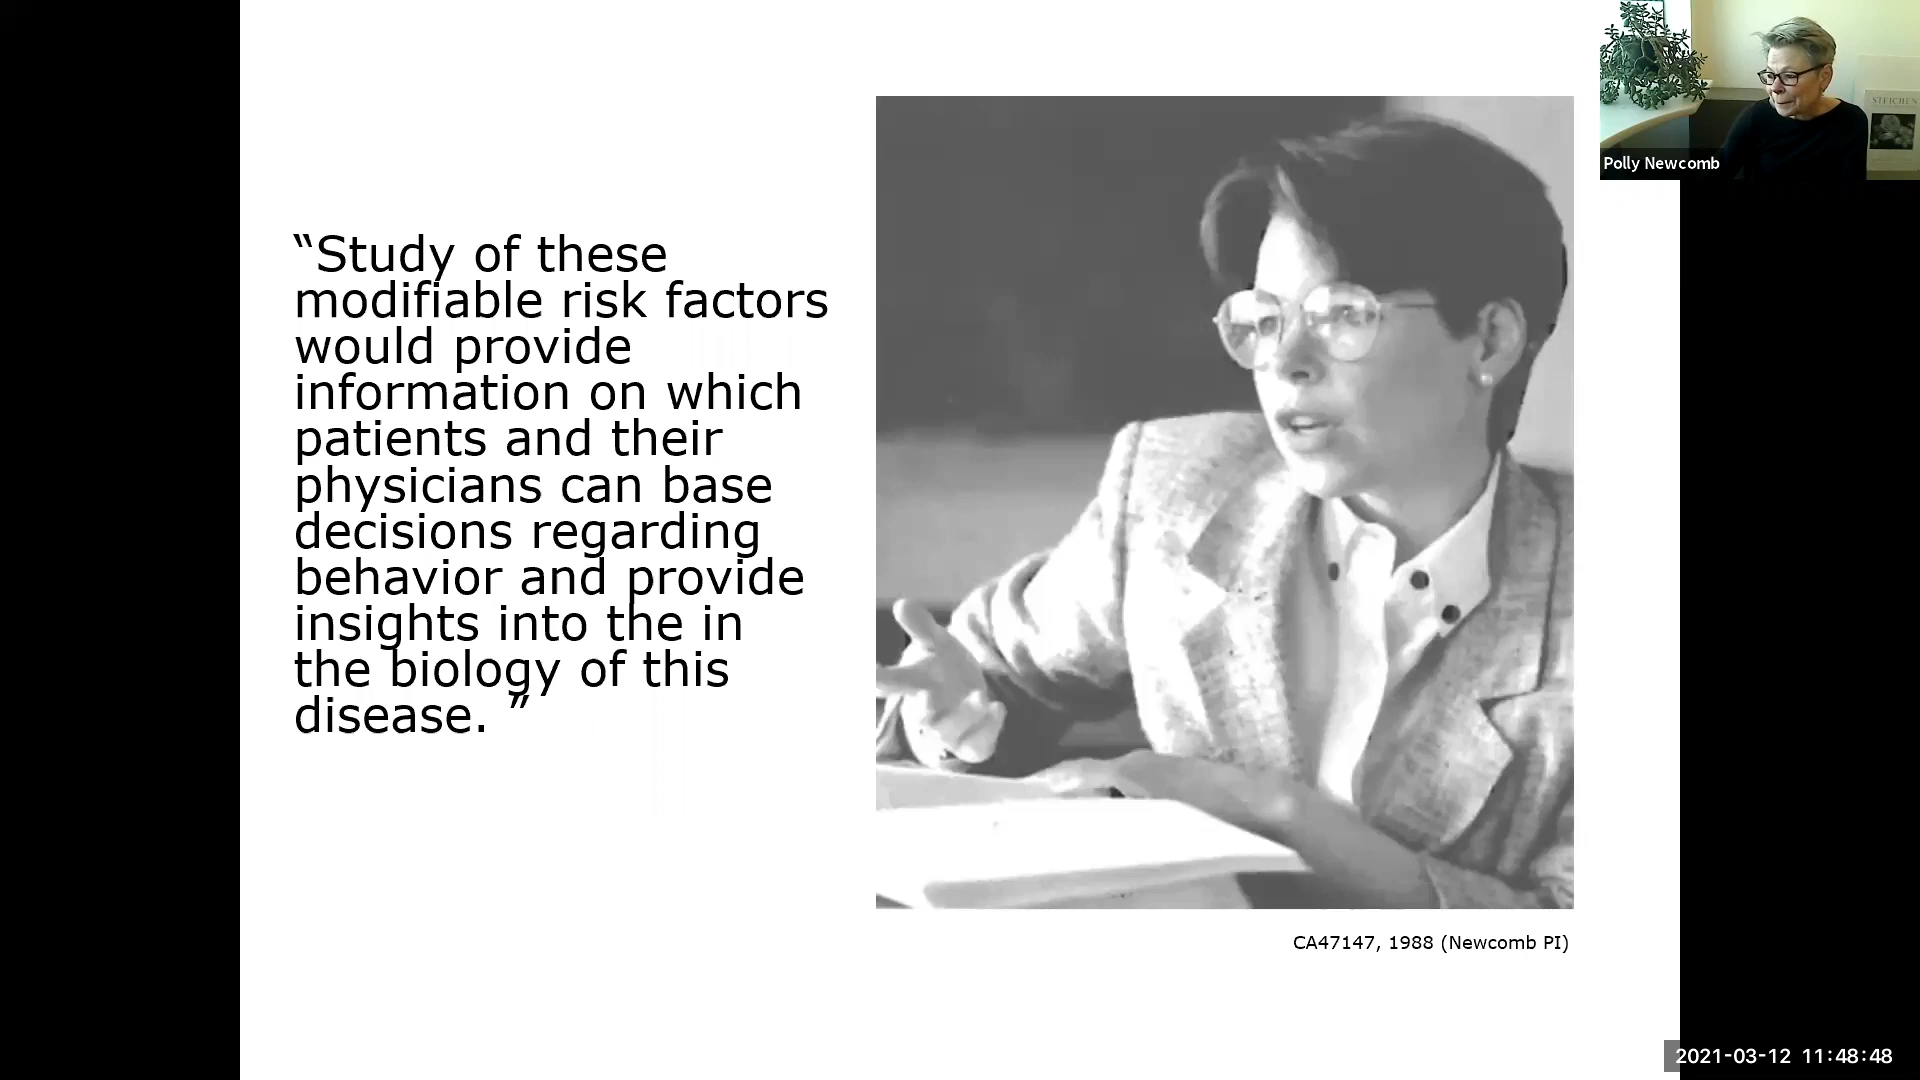 “Study of these
modifiable risk factors
would provide
information on which
patients and their
physicians can base
decisions regarding
behavior and provide
insights into the in
the biology of this
disease. ”
CA47147, 1988 (Newcomb PI)
STEICHEN
Polly Newcomb
2021-03-12 11:48:48